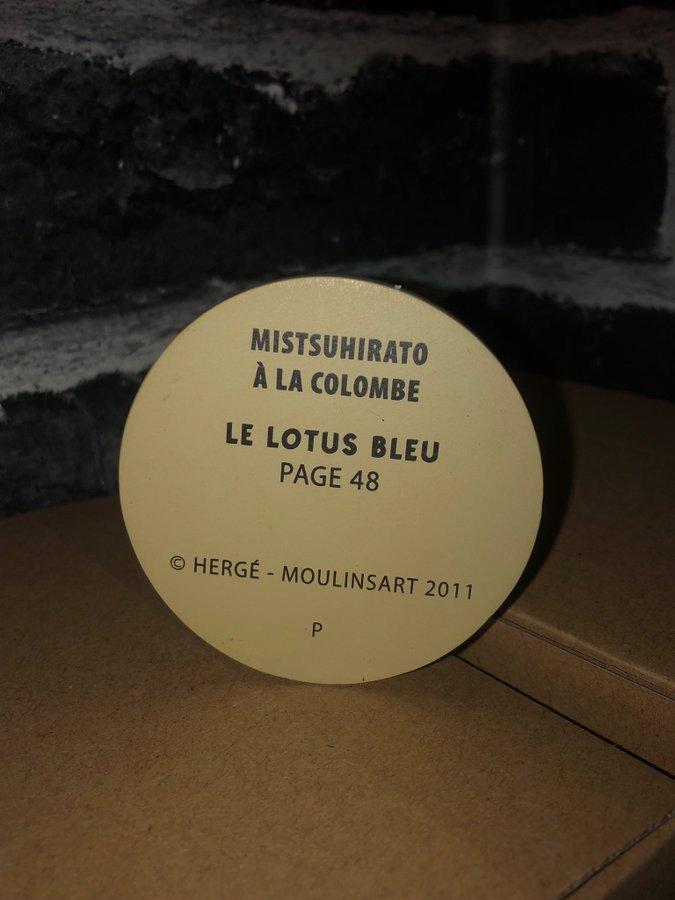 MISTSUHIRATO
À LA COLOMBE
LE LOTUS BLEU
PAGE 48
© HERGÉ - MOULINSART 2011
P